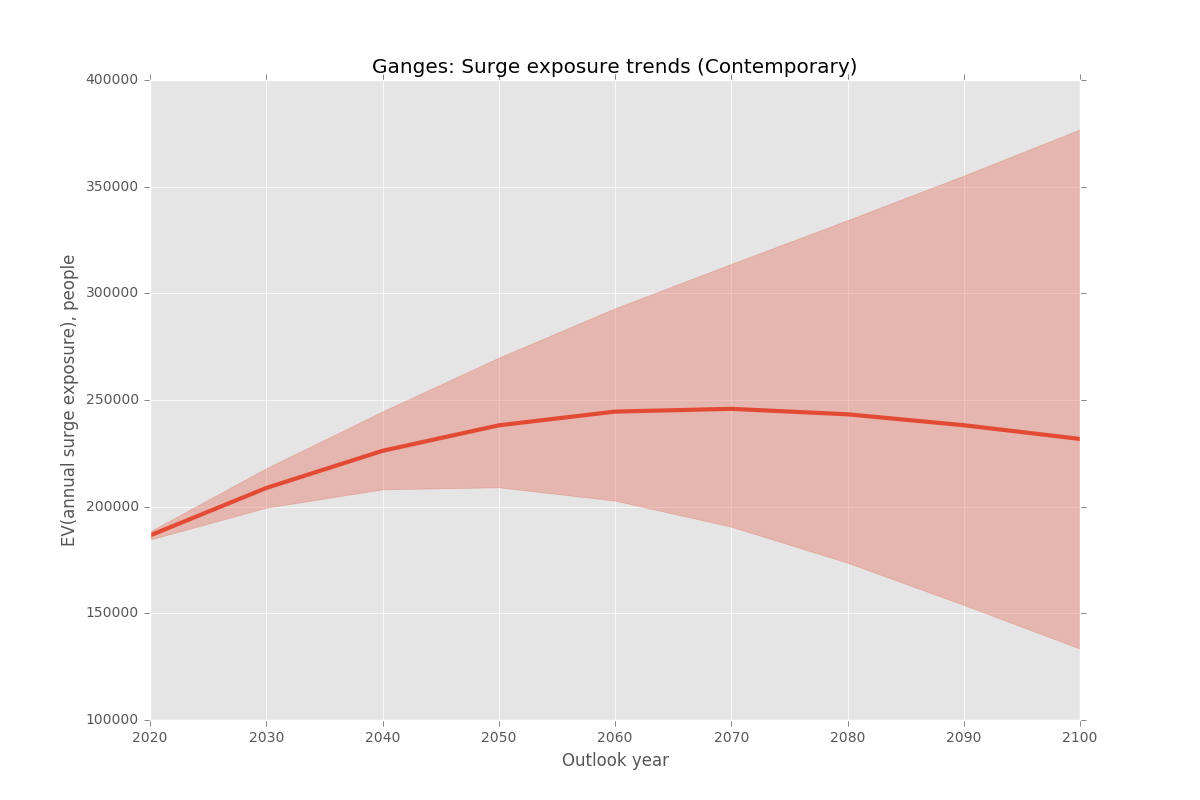 Ganges: Surge exposure trends (Contemporary)
400000
350000
300000
250000
200000
150000
100000
EV(annual surge exposure), people
2020 2030 2040 2050 2060 2070 2080 2090 2100
Outlook year